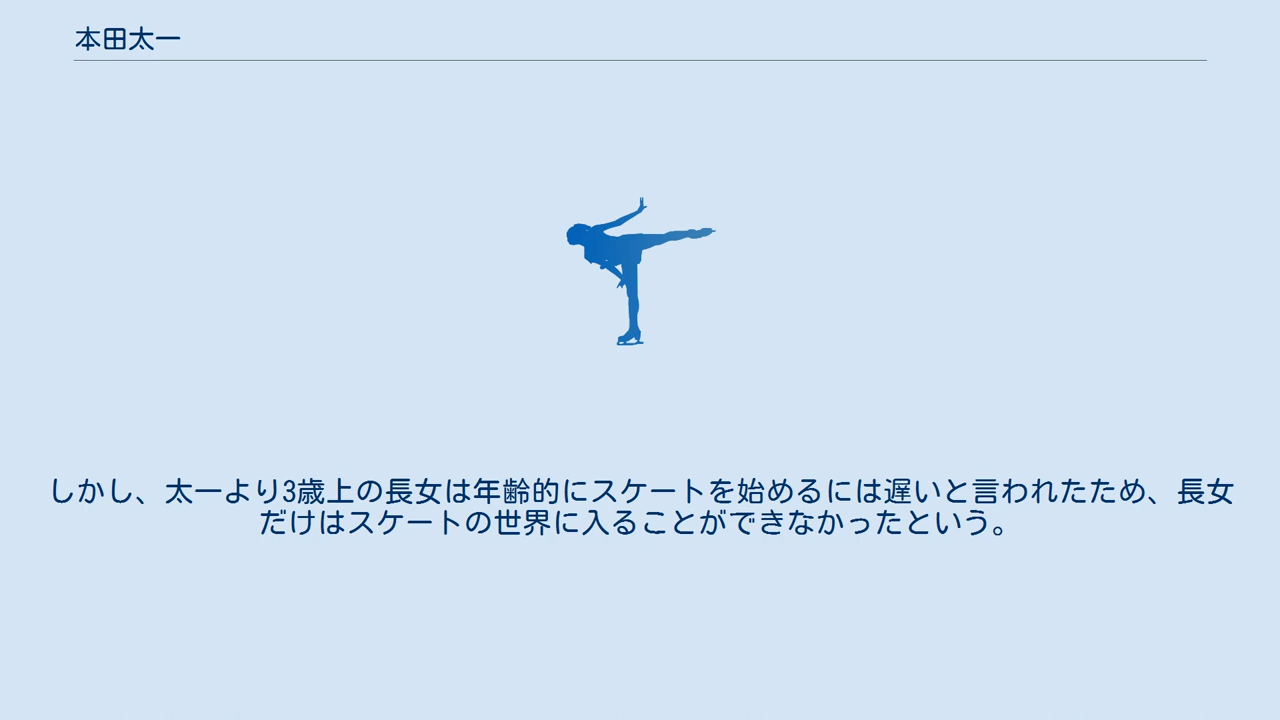 本田太一
しかし、太一より3歳上の長女は年齢的にスケートを始めるには遅いと言われたため、長女
だけはスケートの世界に入ることができなかったという。